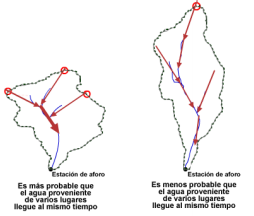 Estación de aforo
Es más probable que
el agua proveniente
de varios lugares
llegue al mismo tiempo
Estación de aforo
Es menos probable que
el agua proveniente
de varios lugares
llegue al mismo tiempo